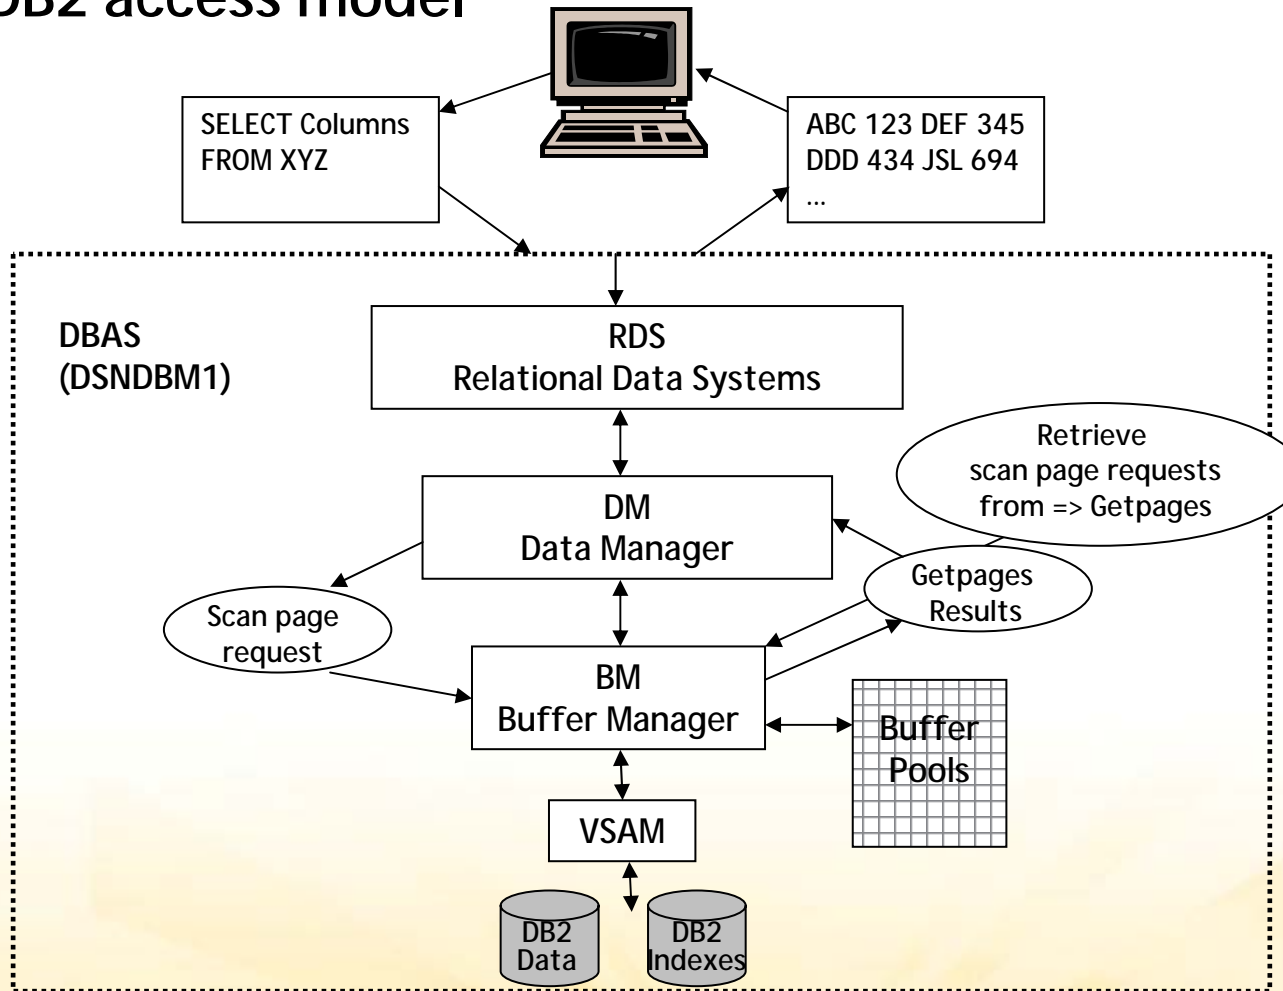 DB2 access model
SELECT Columns
FROM XYZ
ABC 123 DEF 345
DDD 434 JSL 694
...
DBAS
(DSNDBM1)
RDS
Relational Data Systems
Retrieve
scan page requests
from => Getpages
DM
Data Manager
Getpages
Results
Scan page
request
BM
Buffer Manager
Buffer
Pools
VSAM
DB2
Data
DB2
Indexes